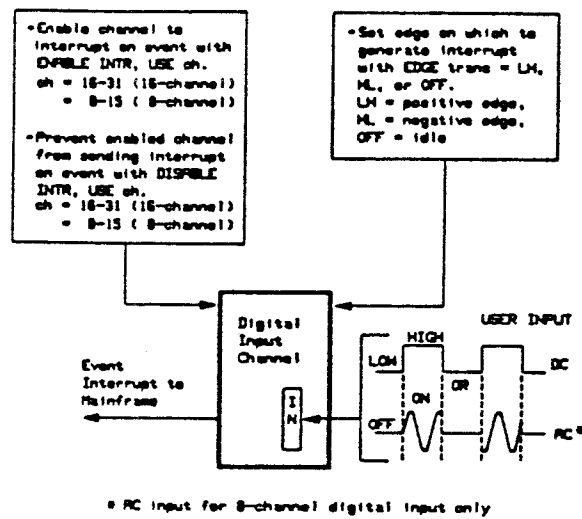 •Enable channel to
interrupt on event with
ENABLE INTR, USE ch.
ch = 16-31 (16-channel)
= 8-15 ( 8-channel)
•Prevent enabled channel
from sending interrupt
on event with DISABLE
INTR, USE ch.
ch = 16-31 (16-channel)
= 8-15 ( 8-channel)
•Set edge on which to
generate interrupt
with EDGE trans = LH,
HL, or OFF.
LH = positive edge,
HL = negative edge,
OFF = idle
Digital
Input
Channel
IN
Event
Interrupt to
Mainframe
USER INPUT
HIGH
LOW
OR
DC
ON
OFF
AC*
* AC input for 8-channel digital input only